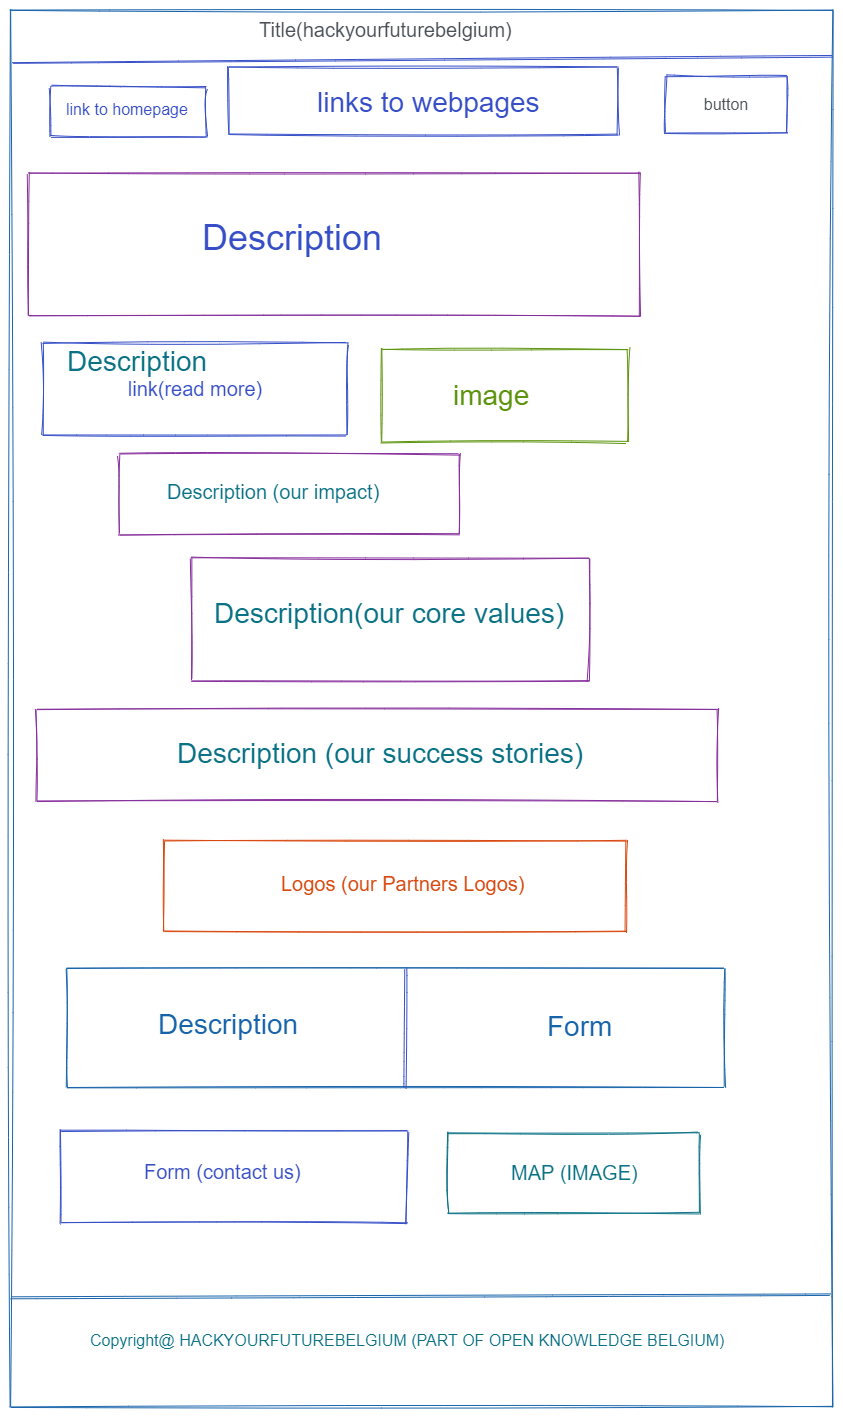 Title(hackyourfuturebelgium)
link to homepage
links to webpages
button
Description
Description
link(read more)
image
Description (our impact)
Description(our core values)
Description (our success stories)
Logos (our Partners Logos)
Description
Form
Form (contact us)
MAP (IMAGE)
Copyright@ HACKYOURFUTUREBELGIUM (PART OF OPEN KNOWLEDGE BELGIUM)